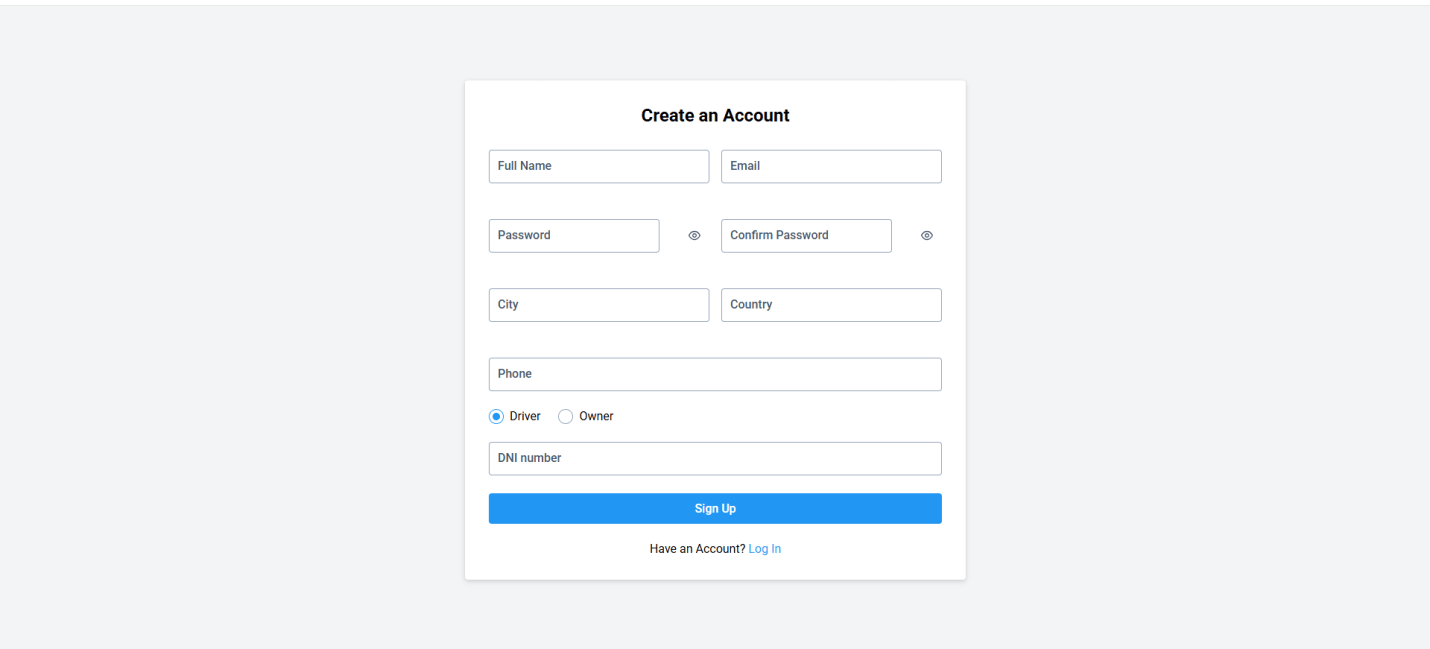 Create an Account
Full Name Email
Password Confirm Password
City Country
Phone
Driver Owner
DNI number
Sign Up
Have an Account? Log In